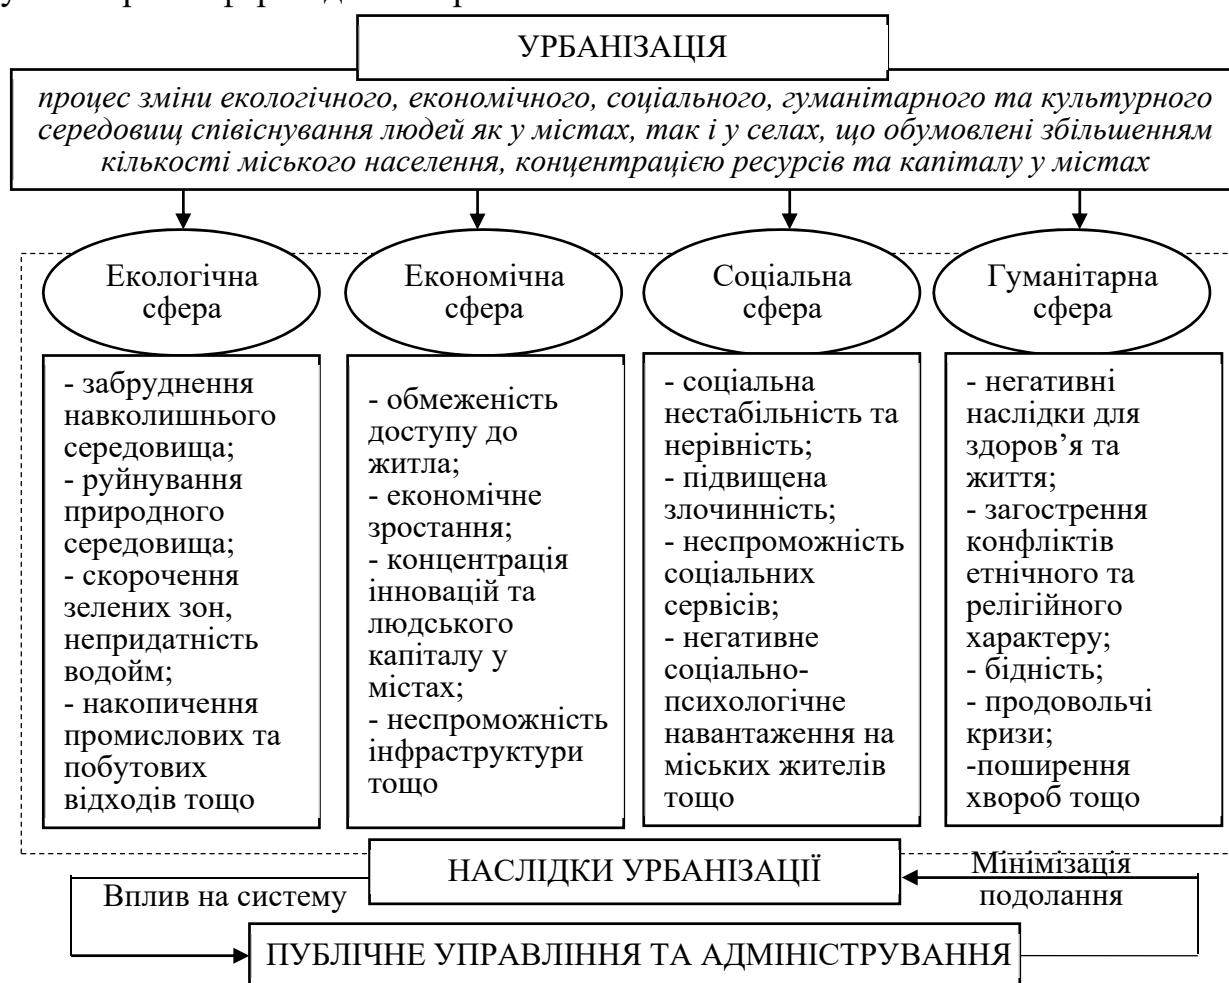 УРБАНІЗАЦІЯ
процес зміни екологічного, економічного, соціального, гуманітарного та культурного
середовищ співіснування людей як у містах, так і у селах, що обумовлені збільшенням
кількості міського населення, концентрацією ресурсів та капіталу у містах
Екологічна
сфера
Економічна
сфера
Соціальна
сфера
Гуманітарна
сфера
- забруднення
навколишнього
середовища;
- руйнування
природного
середовища;
- скорочення
зелених зон,
непридатність
водойм;
- накопичення
промислових та
побутових
відходів тощо
- обмеженість
доступу до
житла;
- економічне
зростання;
- концентрація
інновацій та
людського
капіталу у
містах;
- неспроможність
інфраструктури
тощо
- соціальна
нестабільність та
нерівність;
- підвищена
злочинність;
- неспроможність
соціальних
сервісів;
- негативне
соціально-
психологічне
навантаження на
міських жителів
тощо
- негативні
наслідки для
здоров’я та
життя;
- загострення
конфліктів
етнічного та
релігійного
характеру;
- бідність;
- продовольчі
кризи;
-поширення
хвороб тощо
НАСЛІДКИ УРБАНІЗАЦІЇ
Вплив на систему
Мінімізація
подолання
ПУБЛІЧНЕ УПРАВЛІННЯ ТА АДМІНІСТРУВАННЯ